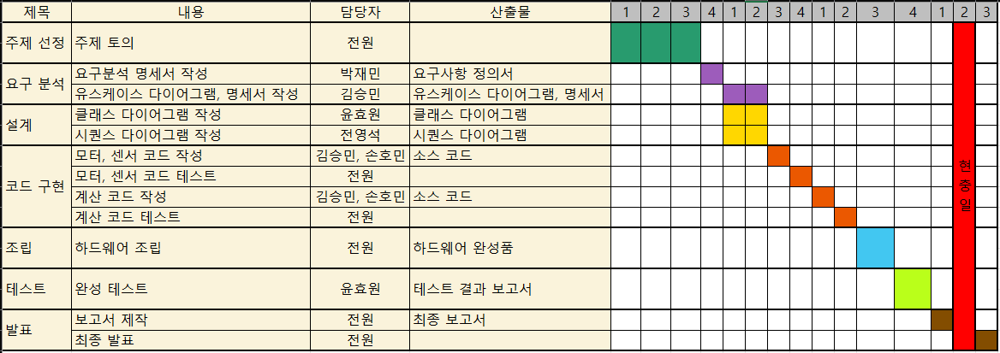 제목 내용 담당자 산출물 1 2 3 4 1 2 3 4 1 2 3 4 1 2 3
주제 선정 주제 토의 전원
요구 분석 요구분석 명세서 작성 박재민 요구사항 정의서
유스케이스 다이어그램, 명세서 작성 김승민 유스케이스 다이어그램, 명세서
설계 클래스 다이어그램 작성 윤효원 클래스 다이어그램
시퀀스 다이어그램 작성 전영석 시퀀스 다이어그램
코드 구현 모터, 센서 코드 작성 김승민, 손호민 소스 코드
모터, 센서 코드 테스트 전원
계산 코드 작성 김승민, 손호민 소스 코드
계산 코드 테스트 전원
조립 하드웨어 조립 전원 하드웨어 완성품
테스트 완성 테스트 윤효원 테스트 결과 보고서
발표 보고서 제작 전원 최종 보고서
최종 발표 전원
현충일